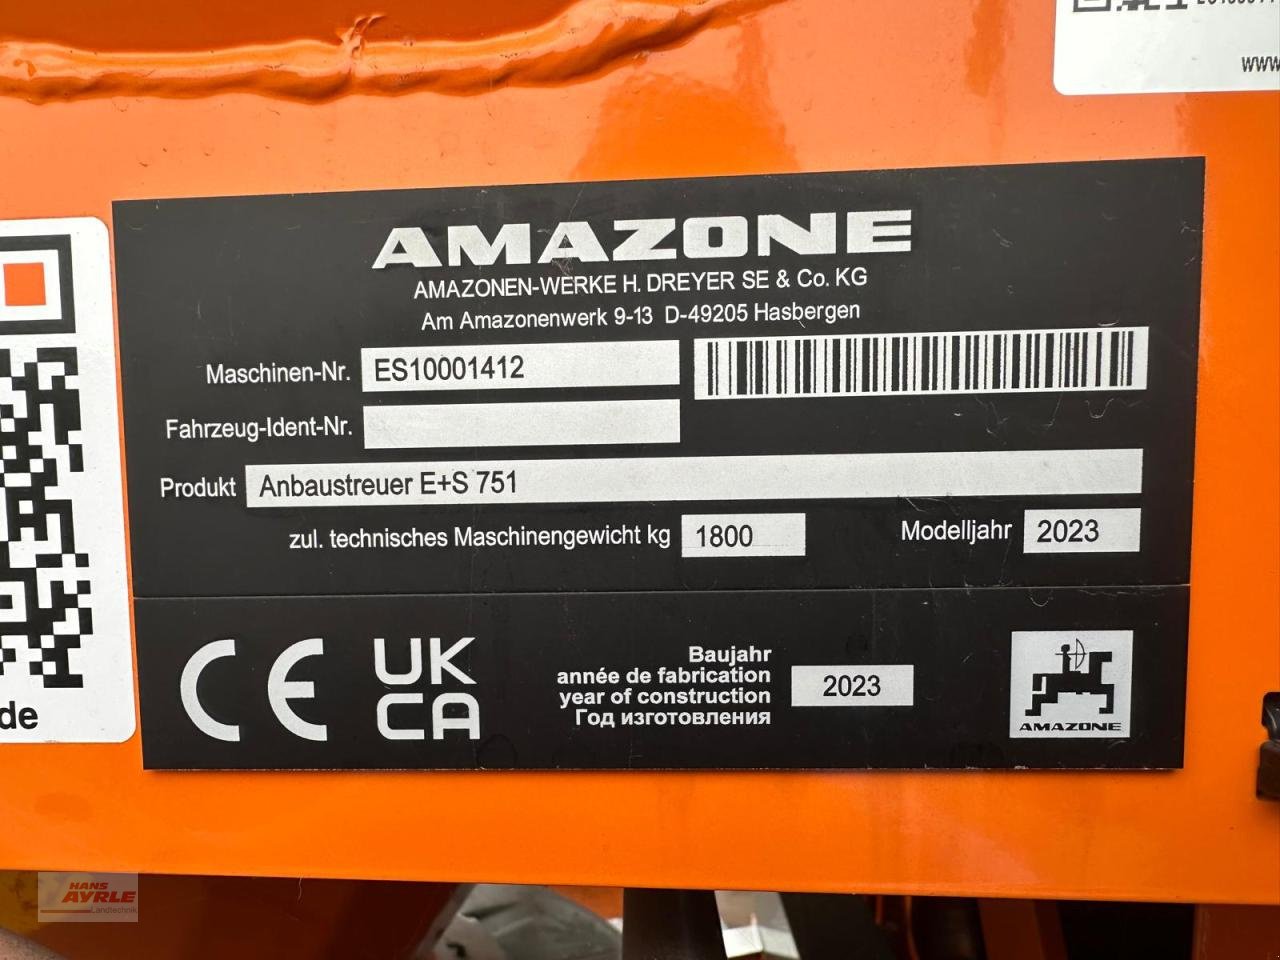 www
AMAZONE
AMAZONEN-WERKE H. DREYER SE & Co. KG
Am Amazonenwerk 9-13 D-49205 Hasbergen
Maschinen-Nr. ES10001412
Fahrzeug-Ident-Nr.
Produkt Anbaustreuer E+S 751
zul. technisches Maschinengewicht kg 1800 Modelljahr 2023
CE UK CA
Baujahr
année de fabrication
year of construction
Год изготовления
2023
AMAZONE
de
HANS
AYRLE
Landtechnik